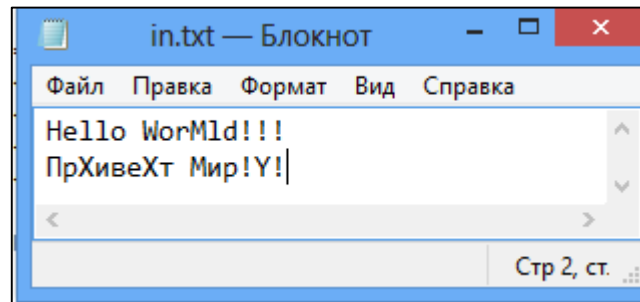 in.txt — Блокнот
Файл Правка Формат Вид Справка
Hello WorMld!!!
ПрХивеХт Мир!Y!
Стр 2, ст.